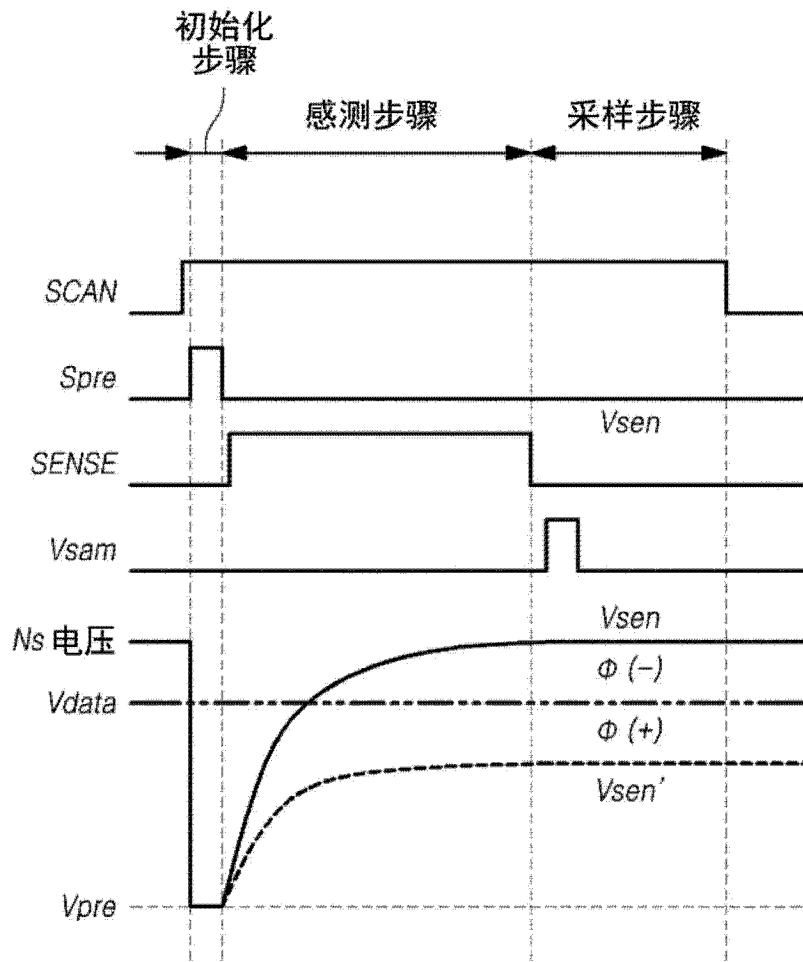 初始化
步骤
感测步骤
采样步骤
SCAN
Spre
Vsen
SENSE
Vsam
Vsen
Ns 电压
Φ (−)
Vdata
Φ (+)
Vsen’
Vpre